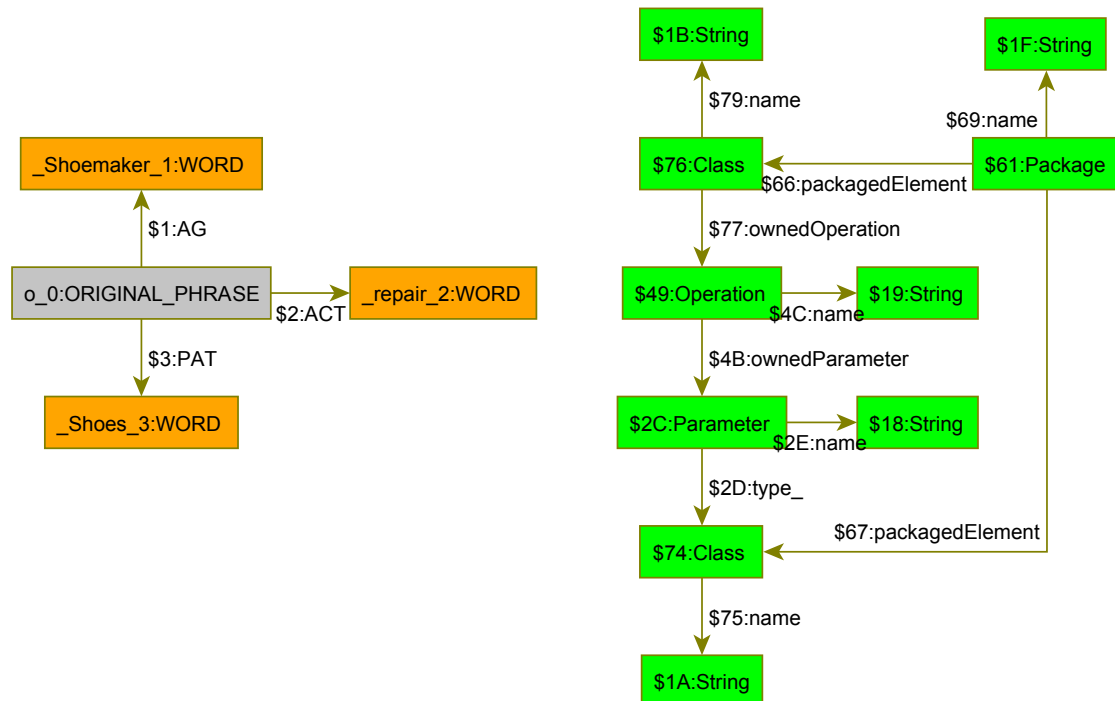 _Shoemaker_1:WORD
$1:AG
o_0:ORIGINAL_PHRASE
$2:ACT
_repair_2:WORD
$3:PAT
_Shoes_3:WORD
$1B:String
$1F:String
$79:name
$69:name
$76:Class
$61:Package
$66:packagedElement
$77:ownedOperation
$49:Operation
$4C:name
$19:String
$4B:ownedParameter
$2C:Parameter
$2E:name
$18:String
$2D:type_
$67:packagedElement
$74:Class
$75:name
$1A:String